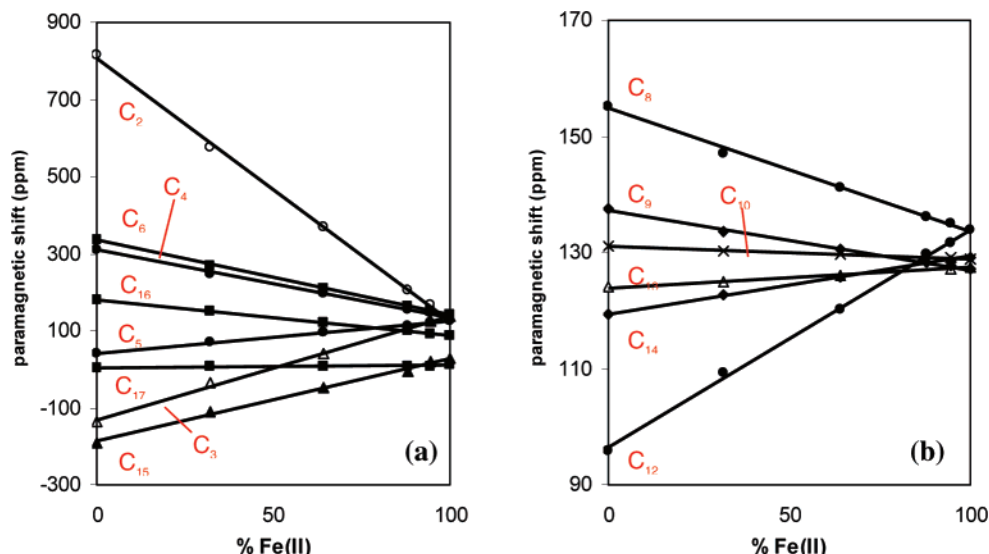 paramagnetic shift (ppm)
900
700
500
300
100
-100
-300
C2
C4
C6
C16
C5
C17
C3
C15
(a)
0
50
100
% Fe(II)
paramagnetic shift (ppm)
170
150
130
110
90
C8
C9
C10
C13
C14
C12
(b)
0
50
100
% Fe(II)